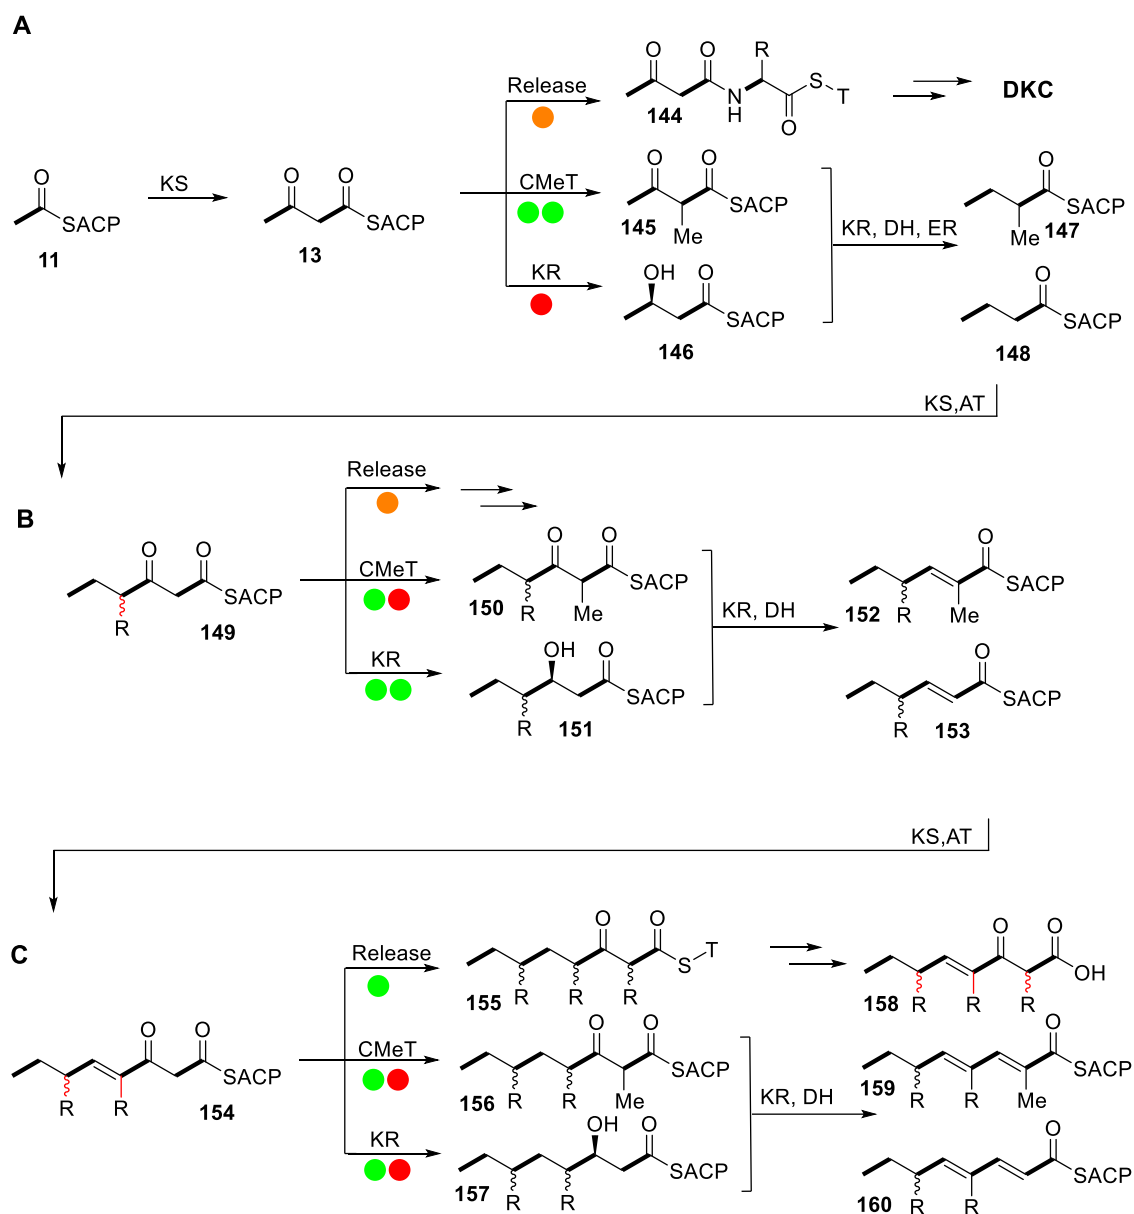 A
O O R
Release S
N T
144 H O
DKC
O KS O O
SACP SACP
11 13
O O
CMeT SACP
145 Me
KR, DH, ER
O
SACP
Me 147
KR OH O
SACP
146
O
SACP
148
KS,AT
B
Release
O O
SACP
R 149
CMeT O O
SACP
150 R Me
KR, DH
O
SACP
152 R Me
KR OH O
SACP
R 151
O
SACP
R 153
KS,AT
C
Release O O
S T
155 R R R
O O
OH
158 R R R
O O
SACP
R R 154
CMeT O O
SACP
156 R R Me
KR, DH
O
SACP
159 R R Me
KR OH O
SACP
157 R R
O
SACP
160 R R